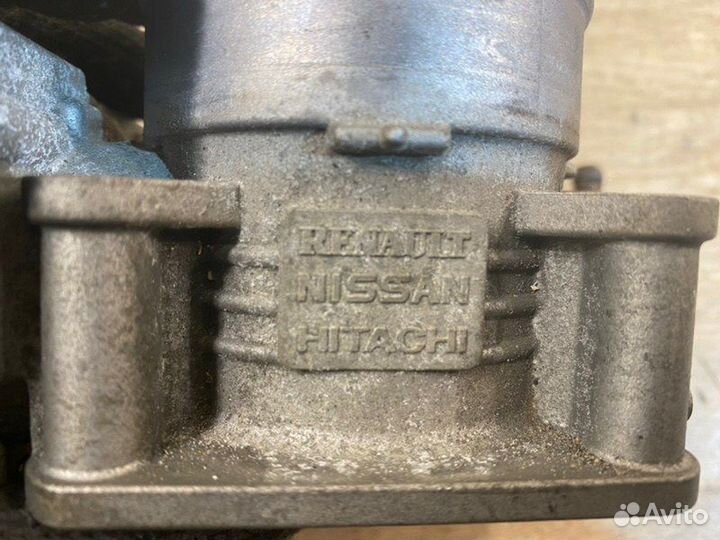 RENAULT
NISSAN
HITACHI
Avito